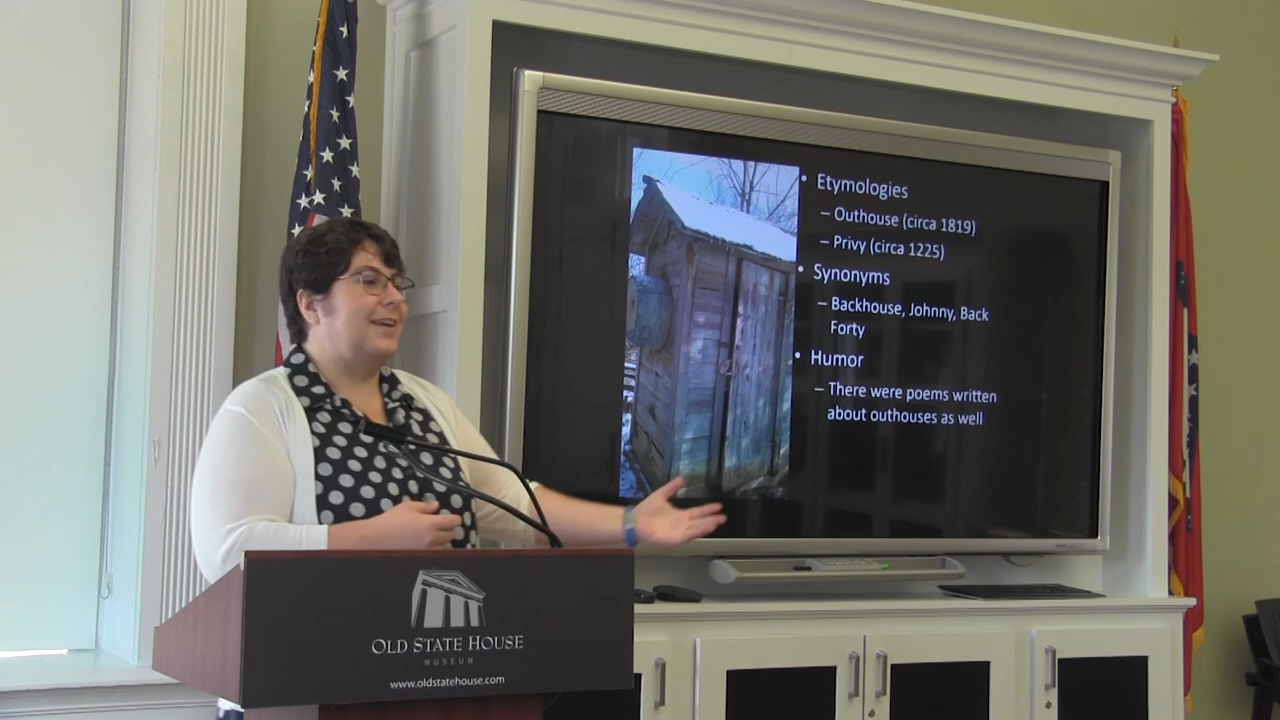 • Etymologies
– Outhouse (circa 1819)
– Privy (circa 1225)
• Synonyms
– Backhouse, Johnny, Back
Forty
• Humor
– There were poems written
about outhouses as well
OLD STATE HOUSE
MUSEUM
www.oldstatehouse.com